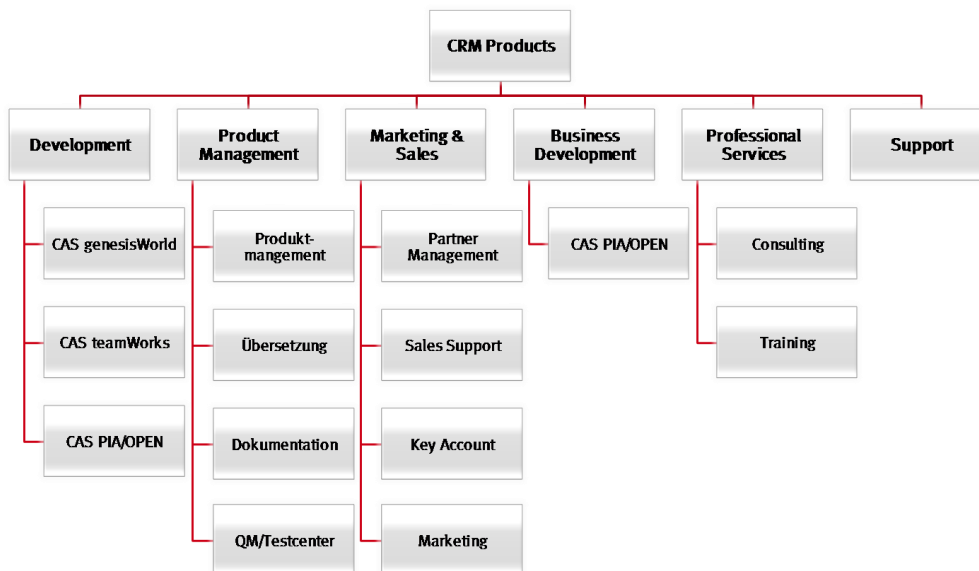 CRM Products
Development
Product
Management
Marketing &
Sales
Business
Development
Professional
Services
Support
CAS genesisWorld
Produkt-
mangement
Partner
Management
CAS PIA/OPEN
Consulting
CAS teamWorks
Übersetzung
Sales Support
Training
CAS PIA/OPEN
Dokumentation
Key Account
QM/Testcenter
Marketing